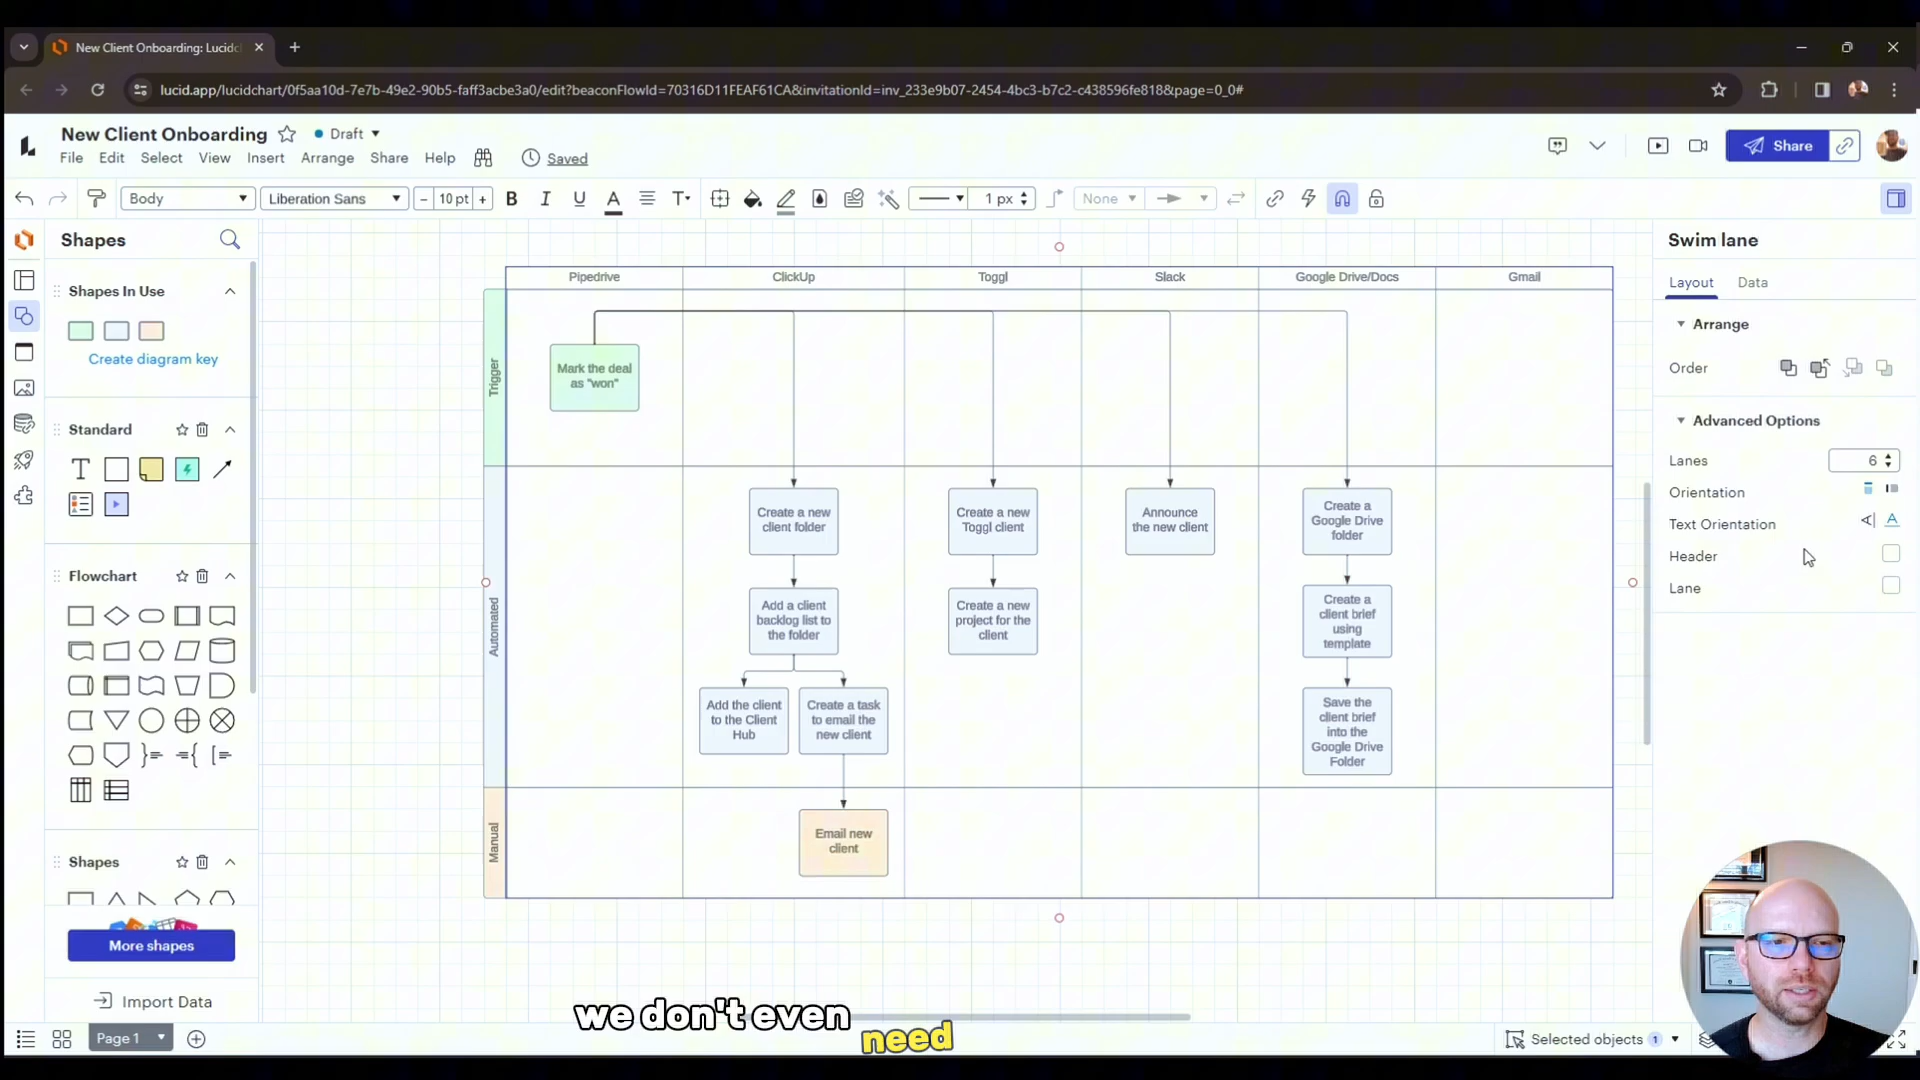 New Client Onboarding: Lucidc
lucid.app/lucidchart/0f5aa10d-7e7b-49e2-90b5-faff3acbe3a0/edit?beaconFlowId=70316D11FEAF61CA&invitationId=inv_233e9b07-2454-4bc3-b7c2-c438596fe818&page=0_0#
New Client Onboarding
Draft
File Edit Select View Insert Arrange Share Help
Saved
Share
Body
Liberation Sans
- 10 pt +
B I U A T
1 px
None
Shapes
Shapes In Use
Create diagram key
Standard
T
Flowchart
Shapes
More shapes
Import Data
Page 1
Pipedrive
ClickUp
Toggl
Slack
Google Drive/Docs
Gmail
Trigger
Mark the deal
as "won"
Automated
Create a new
client folder
Create a new
Toggl client
Announce
the new client
Create a
Google Drive
folder
Add a client
backlog list to
the folder
Create a new
project for the
client
Create a
client brief
using
template
Add the client
to the Client
Hub
Create a task
to email the
new client
Save the
client brief
into the
Google Drive
Folder
Manual
Email new
client
Swim lane
Layout
Data
Arrange
Order
Advanced Options
Lanes
6
Orientation
Text Orientation
A A
Header
Lane
we don't even
need
Selected objects 1